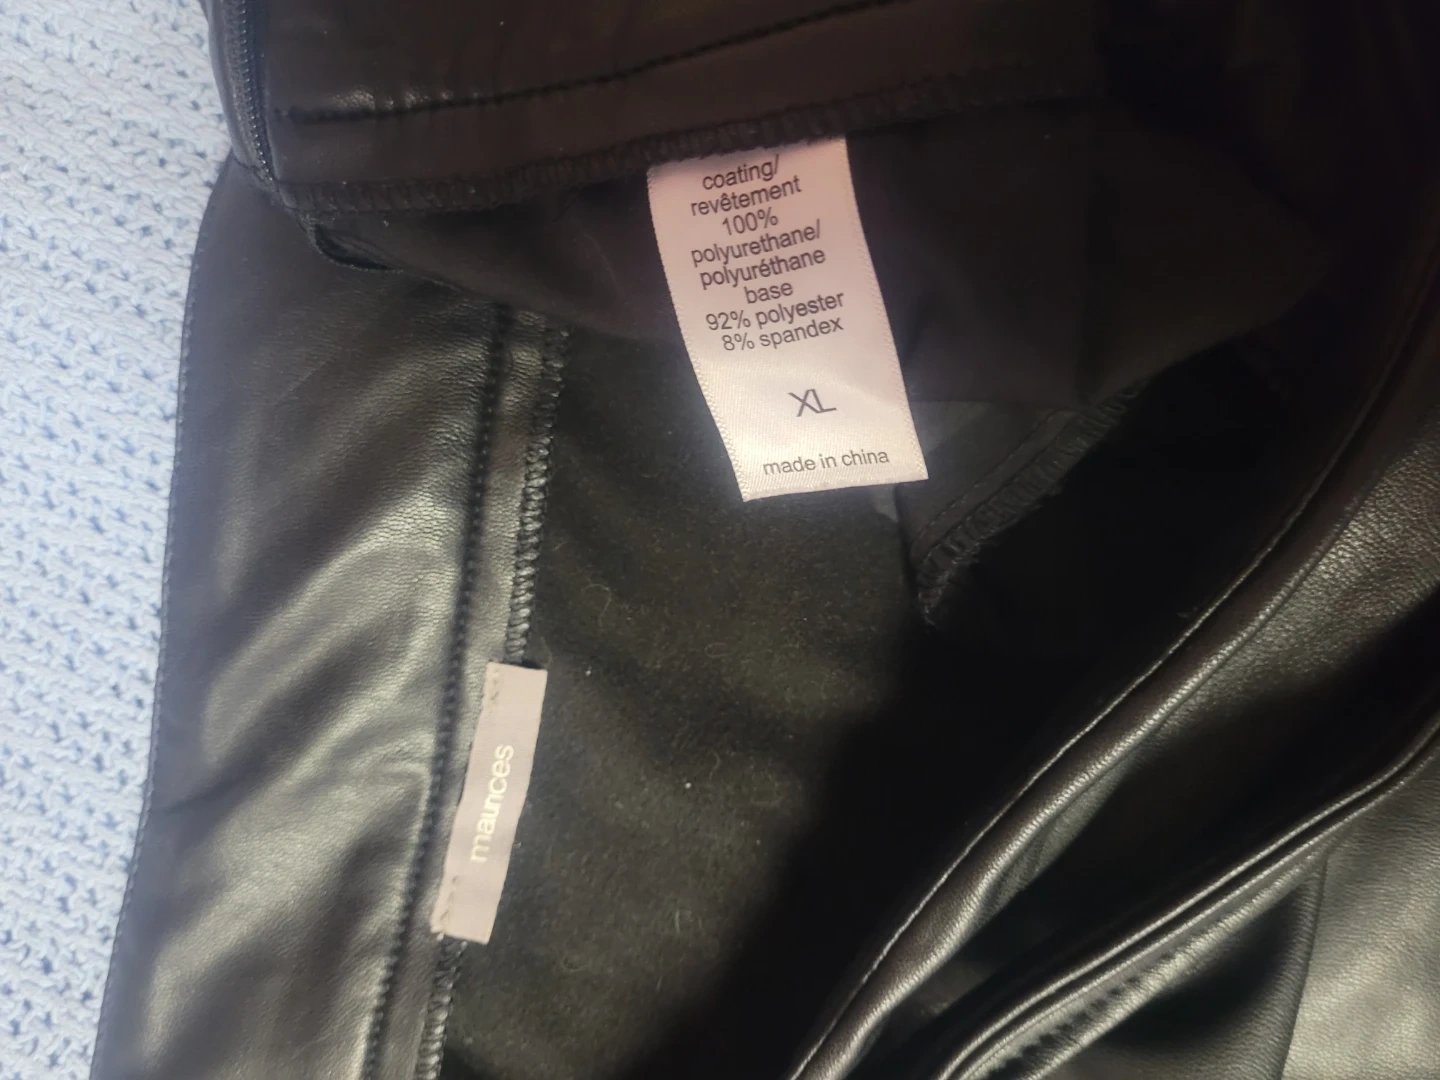 coating/
revêtement
100%
polyurethane/
polyuréthane
base
92% polyester
8% spandex
XL
made in china
maurices